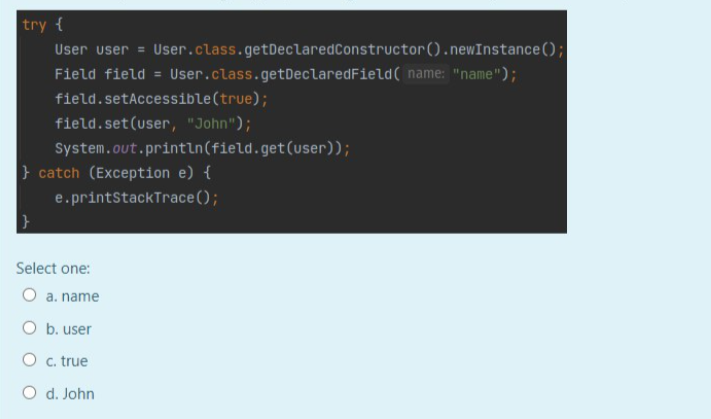 try {
User user = User.class.getDeclaredConstructor().newInstance();
Field field = User.class.getDeclaredField( name: "name");
field.setAccessible(true);
field.set(user, "John");
System.out.println(field.get(user));
} catch (Exception e) {
e.printStackTrace();
}
Select one:
a. name
b. user
c. true
d. John